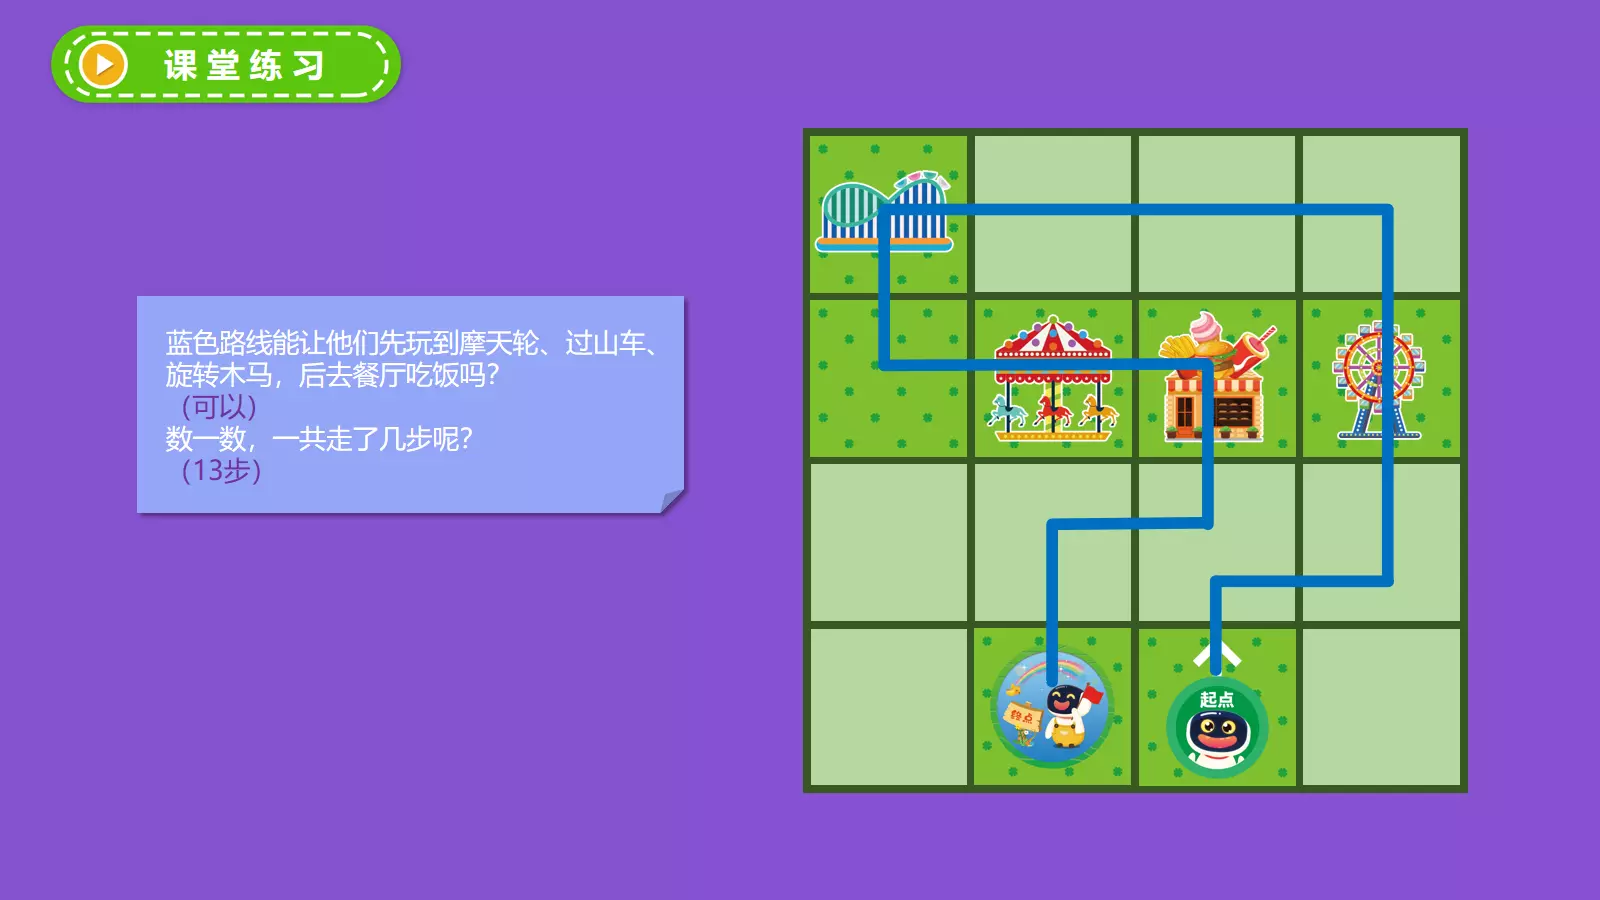 课堂练习
蓝色路线能让他们先玩到摩天轮、过山车、
旋转木马，后去餐厅吃饭吗？
（可以）
数一数，一共走了几步呢？
（13步）
终点
起点